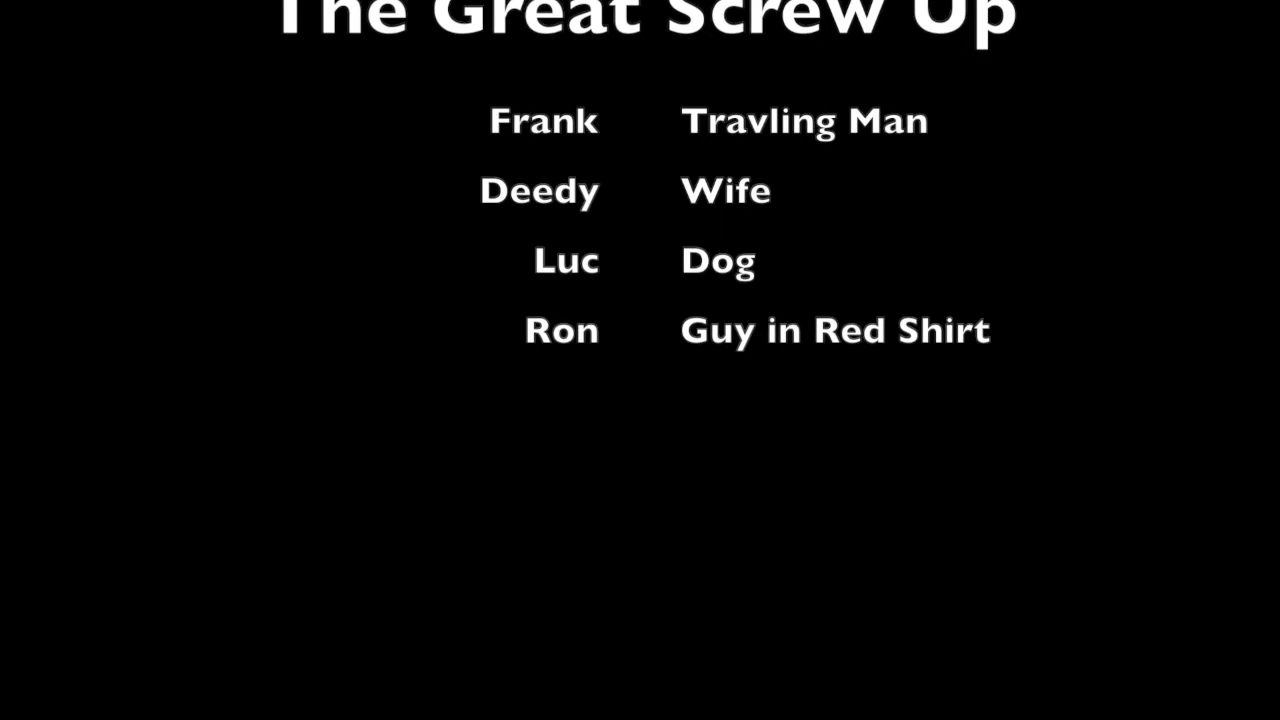 The Great Screw Up
Frank Travling Man
Deedy Wife
Luc Dog
Ron Guy in Red Shirt